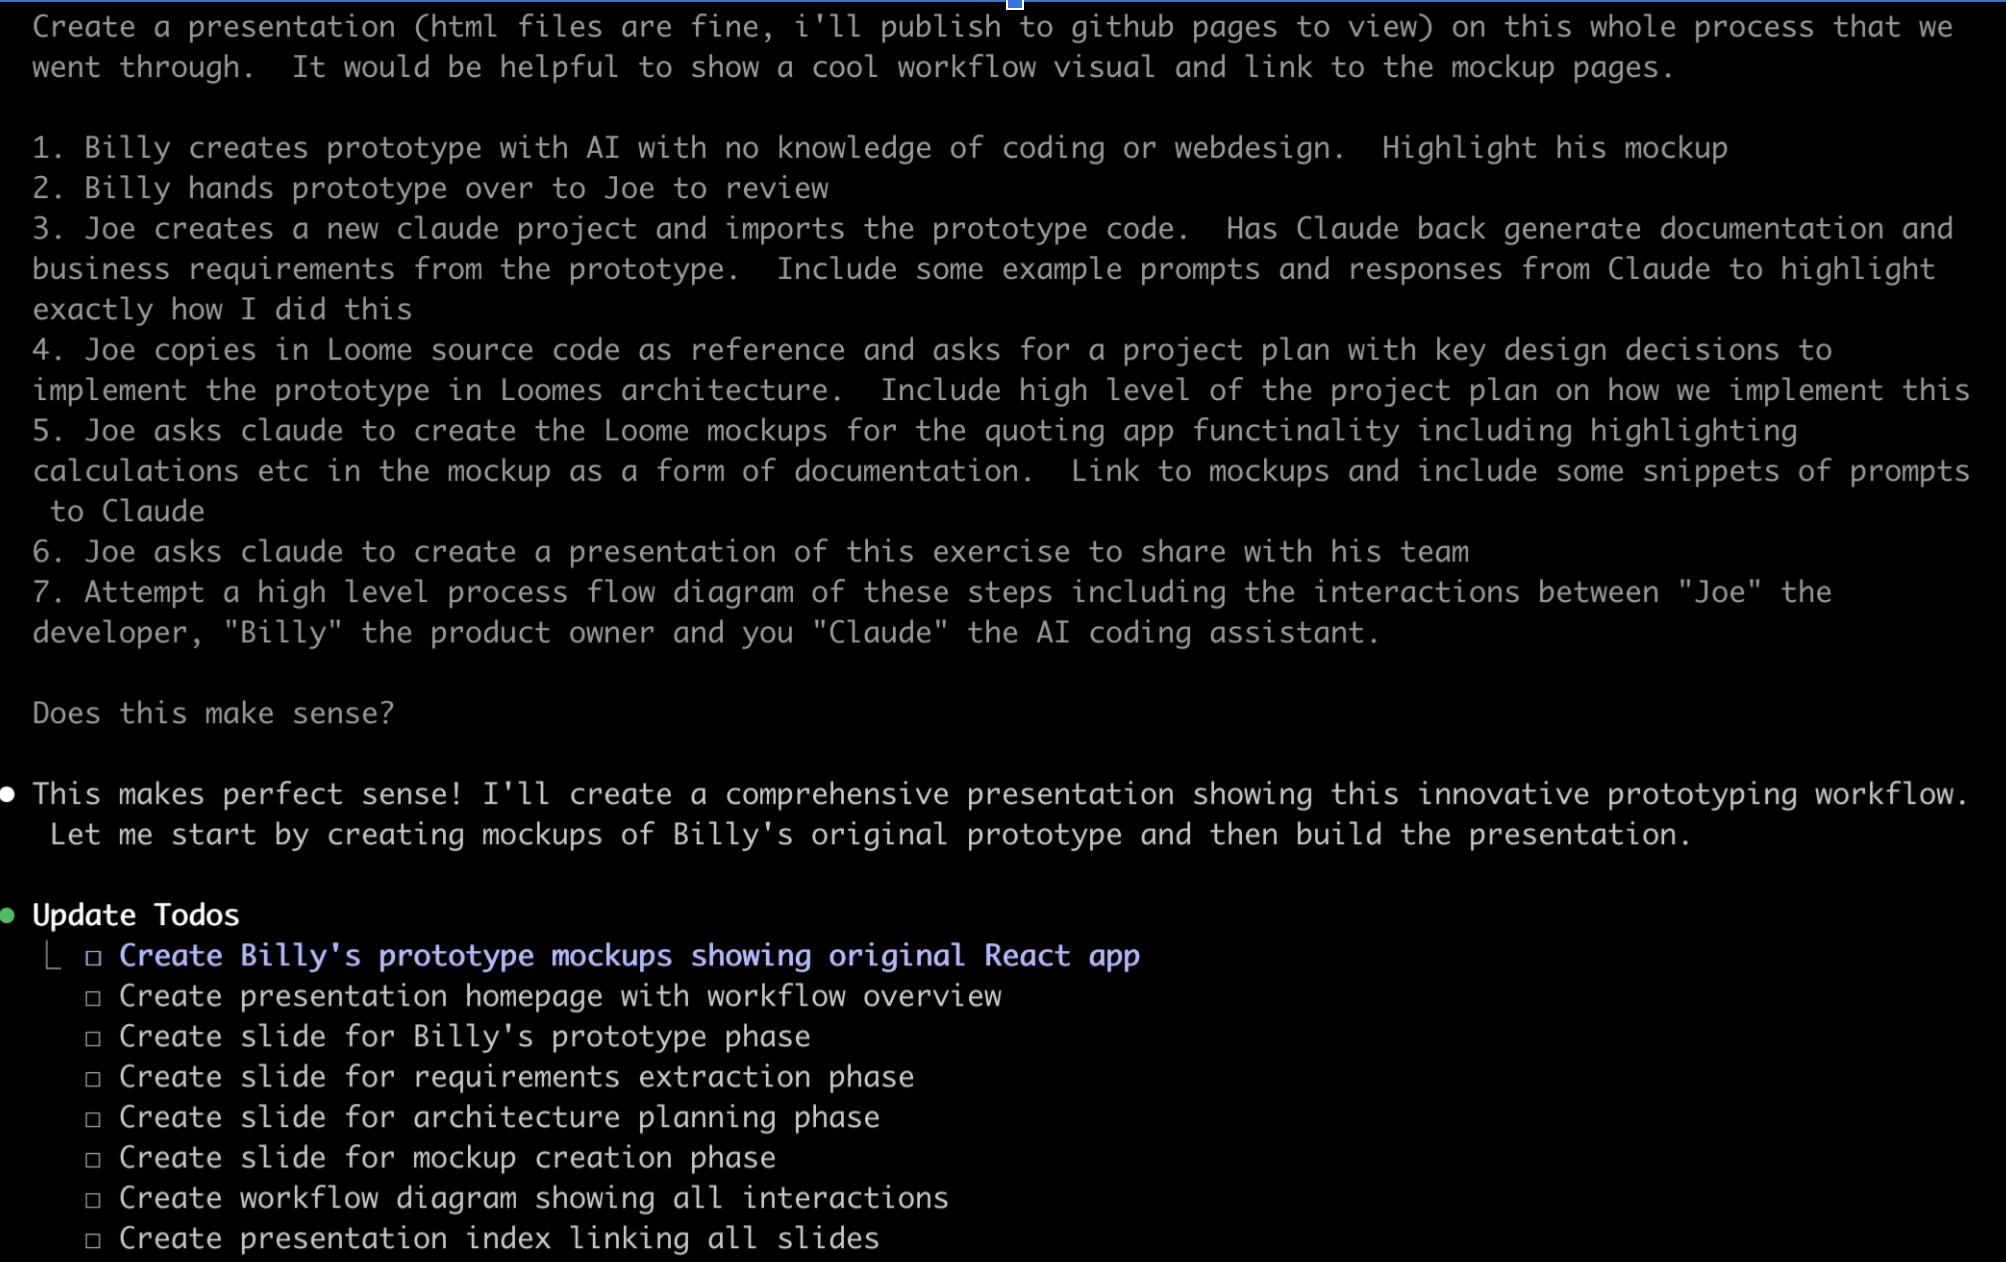 Create a presentation (html files are fine, i'll publish to github pages to view) on this whole process that we
went through.  It would be helpful to show a cool workflow visual and link to the mockup pages.

1. Billy creates prototype with AI with no knowledge of coding or webdesign.  Highlight his mockup
2. Billy hands prototype over to Joe to review
3. Joe creates a new claude project and imports the prototype code.  Has Claude back generate documentation and
business requirements from the prototype.  Include some example prompts and responses from Claude to highlight
exactly how I did this
4. Joe copies in Loome source code as reference and asks for a project plan with key design decisions to
implement the prototype in Loomes architecture.  Include high level of the project plan on how we implement this
5. Joe asks claude to create the Loome mockups for the quoting app functinality including highlighting
calculations etc in the mockup as a form of documentation.  Link to mockups and include some snippets of prompts
to Claude
6. Joe asks claude to create a presentation of this exercise to share with his team
7. Attempt a high level process flow diagram of these steps including the interactions between "Joe" the
developer, "Billy" the product owner and you "Claude" the AI coding assistant.

Does this make sense?

● This makes perfect sense! I'll create a comprehensive presentation showing this innovative prototyping workflow.
Let me start by creating mockups of Billy's original prototype and then build the presentation.

● Update Todos
⎿ ☐ Create Billy's prototype mockups showing original React app
☐ Create presentation homepage with workflow overview
☐ Create slide for Billy's prototype phase
☐ Create slide for requirements extraction phase
☐ Create slide for architecture planning phase
☐ Create slide for mockup creation phase
☐ Create workflow diagram showing all interactions
☐ Create presentation index linking all slides